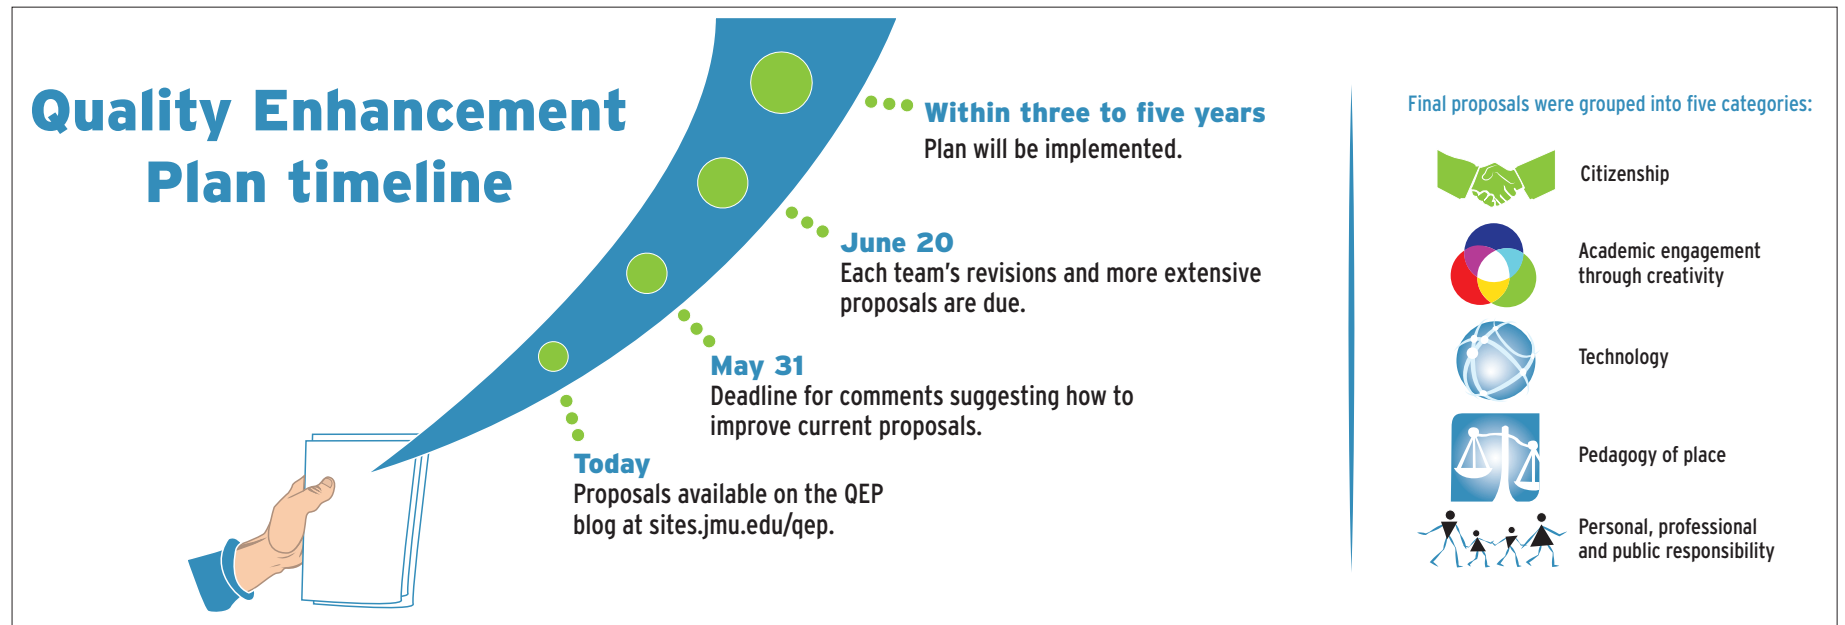 Quality Enhancement
Plan timeline
Within three to five years
Plan will be implemented.
June 20
Each team's revisions and more extensive
proposals are due.
May 31
Deadline for comments suggesting how to
improve current proposals.
Today
Proposals available on the QEP
blog at sites.jmu.edu/qep.
Final proposals were grouped into five categories:
Citizenship
Academic engagement
through creativity
Technology
Pedagogy of place
Personal, professional
and public responsibility